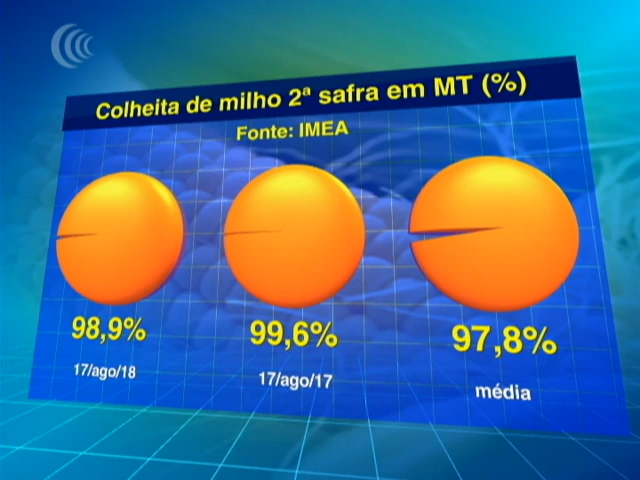 Colheita de milho 2ª safra em MT (%)
Fonte: IMEA
98,9% 99,6% 97,8%
17/ago/18 17/ago/17 média